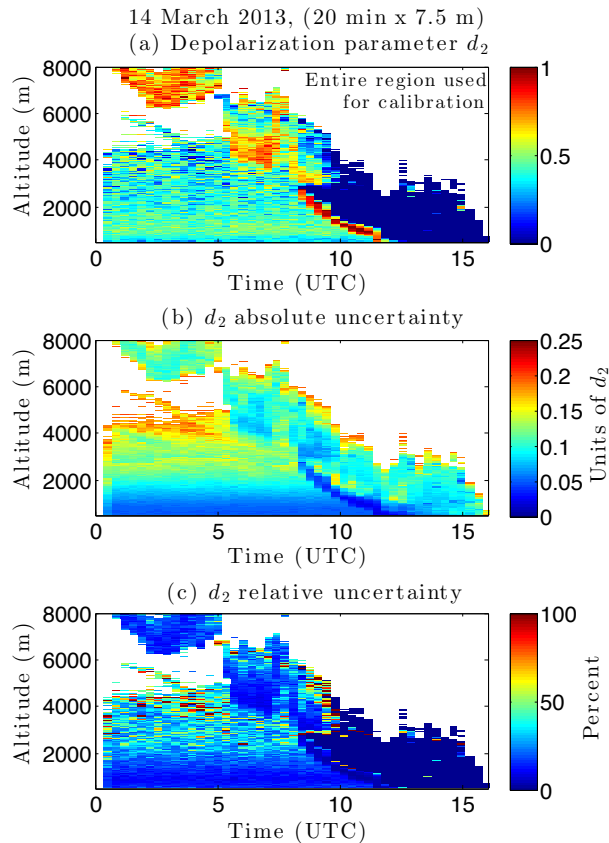 14 March 2013, (20 min x 7.5 m)
(a) Depolarization parameter d₂
Entire region used
for calibration
Altitude (m)
8000
6000
4000
2000
0
5
10
15
Time (UTC)
1
0.5
0
(b) d₂ absolute uncertainty
Altitude (m)
8000
6000
4000
2000
0
5
10
15
Time (UTC)
0.25
0.2
0.15
0.1
0.05
0
Units of d₂
(c) d₂ relative uncertainty
Altitude (m)
8000
6000
4000
2000
0
5
10
15
Time (UTC)
100
50
0
Percent